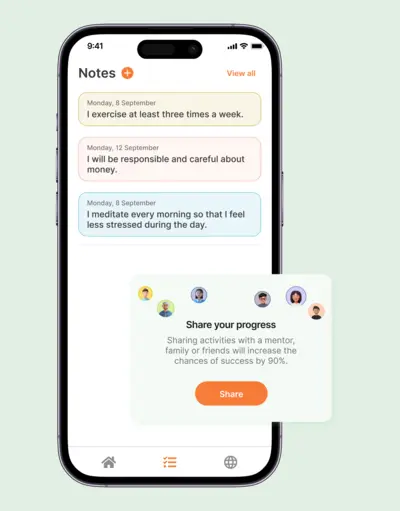 9:41
Notes
View all
Monday, 8 September
I exercise at least three times a week.
Monday, 12 September
I will be responsible and careful about
money.
Monday, 8 September
I meditate every morning so that I feel
less stressed during the day.
Share your progress
Sharing activities with a mentor,
family or friends will increase the
chances of success by 90%.
Share